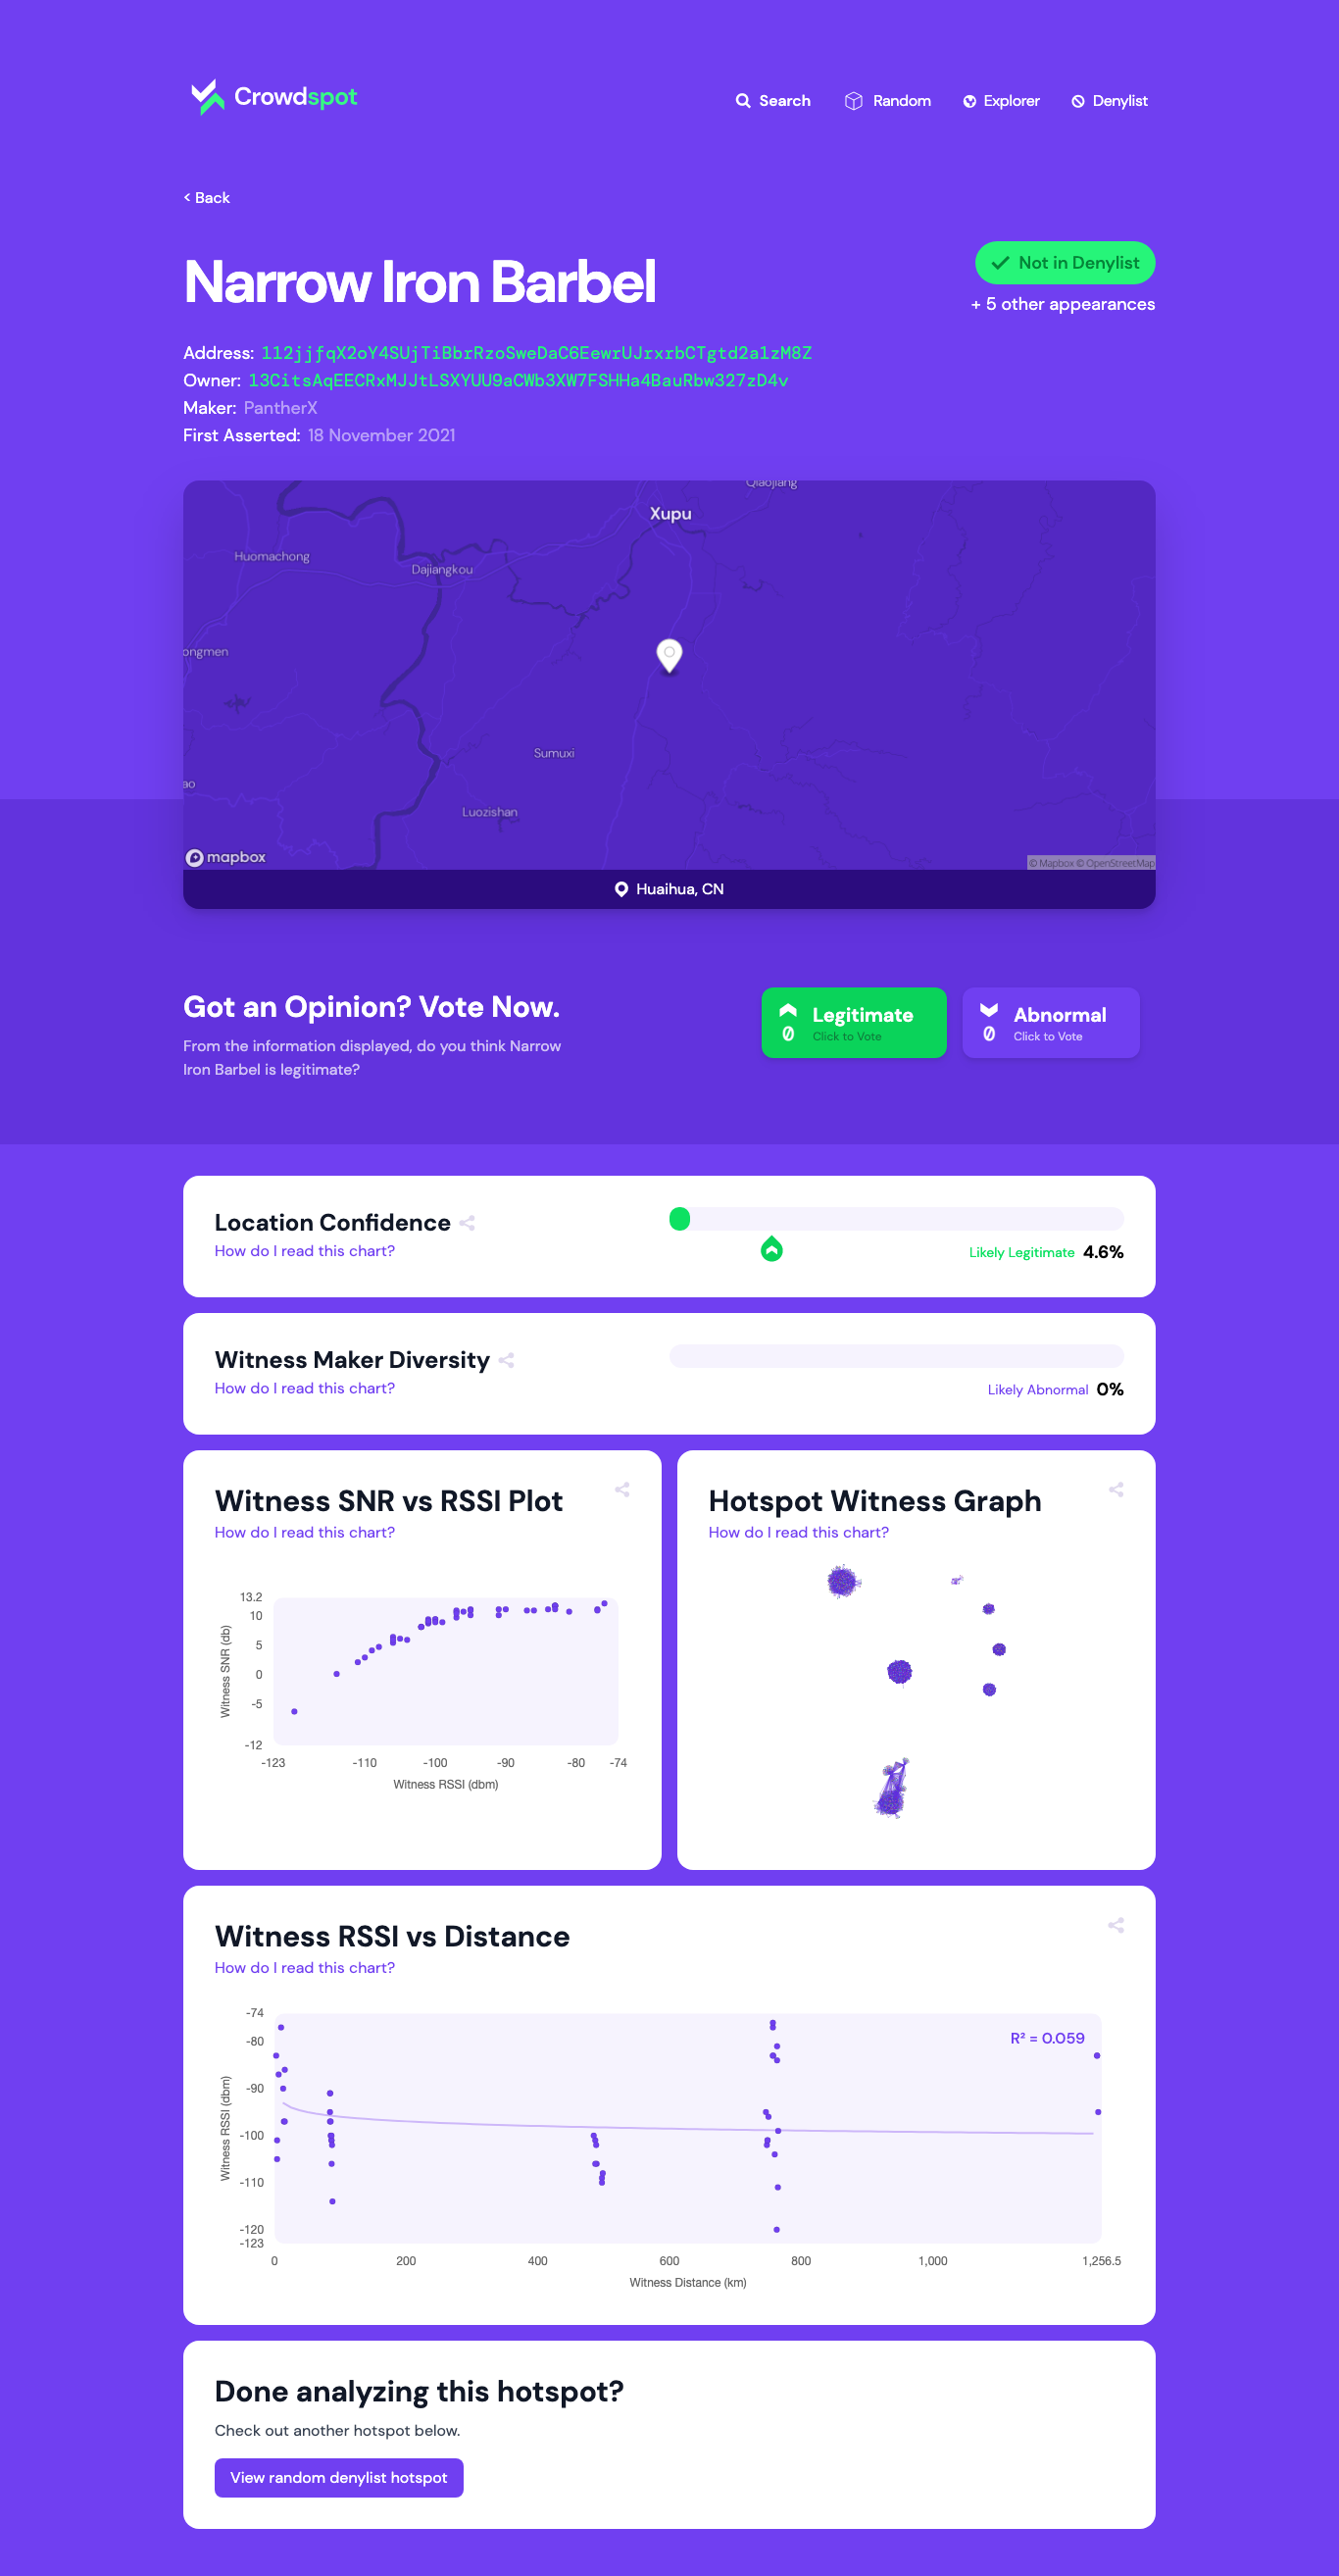 Crowdspot
Search Random Explorer Denylist
< Back
Narrow Iron Barbel
Not in Denylist
+ 5 other appearances
Address: 112jjfqX2oY4SUjTiBbrRzoSweDaC6EewrUJrxrbCTgtd2a1zM8Z
Owner: 13CitsAqEECRxMJJtLSXYUU9aCWb3XW7FSHHa4BauRbw327zD4v
Maker: PantherX
First Asserted: 18 November 2021
Qiaojiang
Xupu
Huomachong
Dajiangkou
ongmen
Sumuxi
ao
Luozishan
mapbox
© Mapbox © OpenStreetMap
Huaihua, CN
Got an Opinion? Vote Now.
From the information displayed, do you think Narrow
Iron Barbel is legitimate?
Legitimate
0
Click to Vote
Abnormal
0
Click to Vote
Location Confidence
How do I read this chart?
Likely Legitimate 4.6%
Witness Maker Diversity
How do I read this chart?
Likely Abnormal 0%
Witness SNR vs RSSI Plot
How do I read this chart?
13.2
10
5
0
-5
-12
Witness SNR (db)
-123 -110 -100 -90 -80 -74
Witness RSSI (dbm)
Hotspot Witness Graph
How do I read this chart?
Witness RSSI vs Distance
How do I read this chart?
-74
-80
-90
-100
-110
-120
-123
Witness RSSI (dbm)
R² = 0.059
0 200 400 600 800 1,000 1,256.5
Witness Distance (km)
Done analyzing this hotspot?
Check out another hotspot below.
View random denylist hotspot